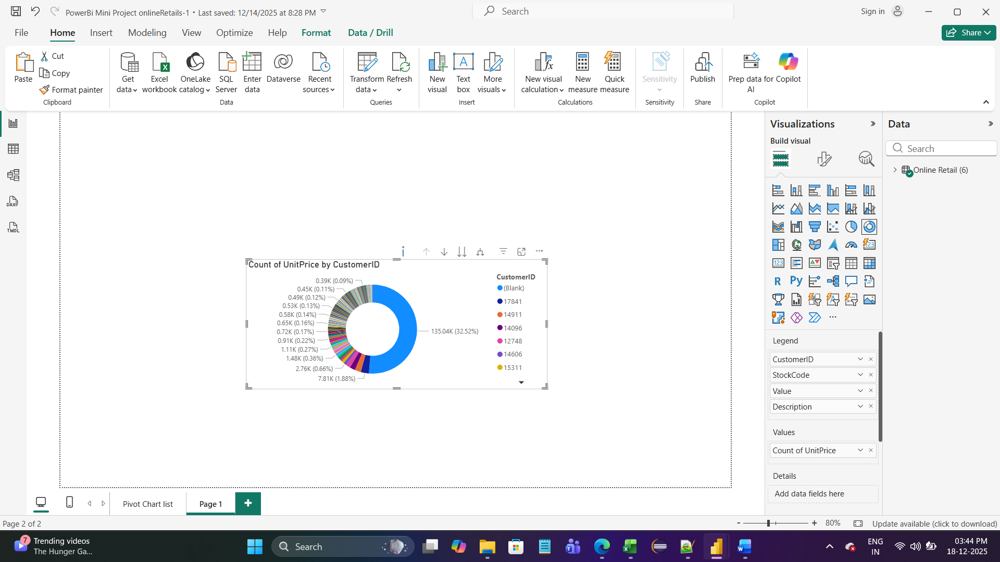 PowerBi Mini Project onlineRetails-1 • Last saved: 12/14/2025 at 8:28 PM
Search
Sign in
File
Home
Insert
Modeling
View
Optimize
Help
Format
Data / Drill
Share
Paste
Cut
Copy
Format painter
Clipboard
Get data
Excel workbook
OneLake catalog
SQL Server
Enter data
Dataverse
Recent sources
Data
Transform data
Refresh
Queries
New visual
Text box
More visuals
Insert
New visual calculation
New measure
Quick measure
Calculations
Sensitivity
Sensitivity
Publish
Share
Prep data for AI
Copilot
Copilot
DAX
TMDL
Count of UnitPrice by CustomerID
0.39K (0.09%)
0.45K (0.11%)
0.49K (0.12%)
0.53K (0.13%)
0.58K (0.14%)
0.65K (0.16%)
0.72K (0.17%)
0.91K (0.22%)
1.11K (0.27%)
1.48K (0.36%)
2.76K (0.66%)
7.81K (1.88%)
135.04K (32.52%)
CustomerID
(Blank)
17841
14911
14096
12748
14606
15311
Visualizations
Build visual
123
123
R
Py
Legend
CustomerID
StockCode
Value
Description
Values
Count of UnitPrice
Details
Add data fields here
Data
Search
Online Retail (6)
Pivot Chart list
Page 1
Page 2 of 2
80%
Update available (click to download)
7
Trending videos
The Hunger Ga...
Search
ENG
IN
03:44 PM
18-12-2025